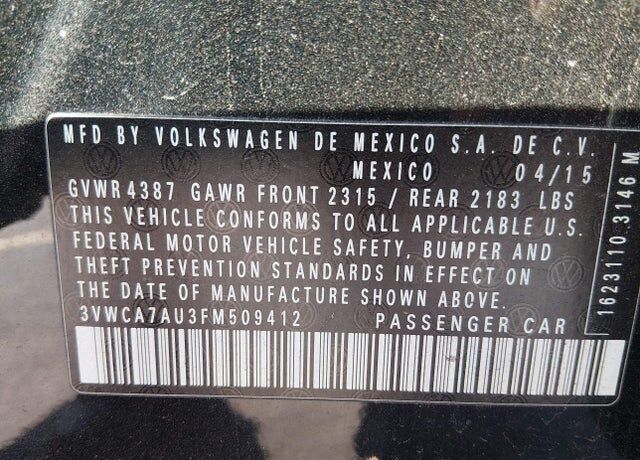 MFD BY VOLKSWAGEN DE MEXICO S.A. DE C.V.
MEXICO 04/15
GVWR 4387 GAWR FRONT 2315 / REAR 2183 LBS
THIS VEHICLE CONFORMS TO ALL APPLICABLE U.S.
FEDERAL MOTOR VEHICLE SAFETY, BUMPER AND
THEFT PREVENTION STANDARDS IN EFFECT ON
THE DATE OF MANUFACTURE SHOWN ABOVE.
3VWCA7AU3FM509412 PASSENGER CAR
1623110 3146 M